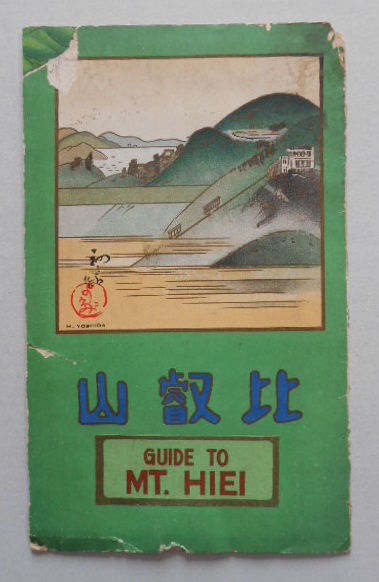 H. YOSHIDA
比叡山
GUIDE TO
MT. HIEI